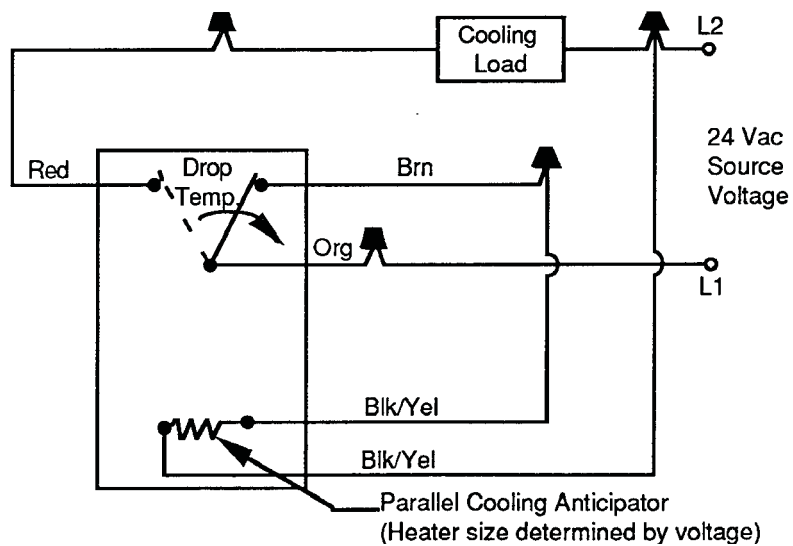 L2
Cooling
Load
24 Vac
Source
Voltage
Red
Drop
Temp.
Brn
Org
L1
Blk/Yel
Blk/Yel
Parallel Cooling Anticipator
(Heater size determined by voltage)